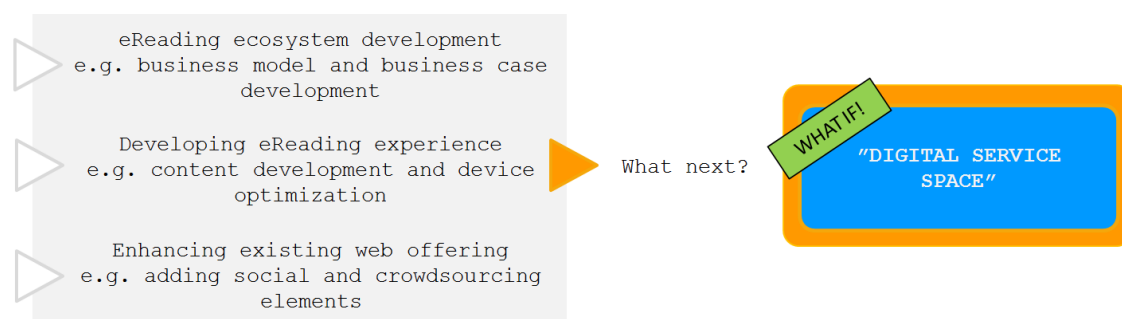 eReading ecosystem development
e.g. business model and business case
development
Developing eReading experience
e.g. content development and device
optimization
Enhancing existing web offering
e.g. adding social and crowdsourcing
elements
What next?
WHAT IF!
”DIGITAL SERVICE
SPACE”